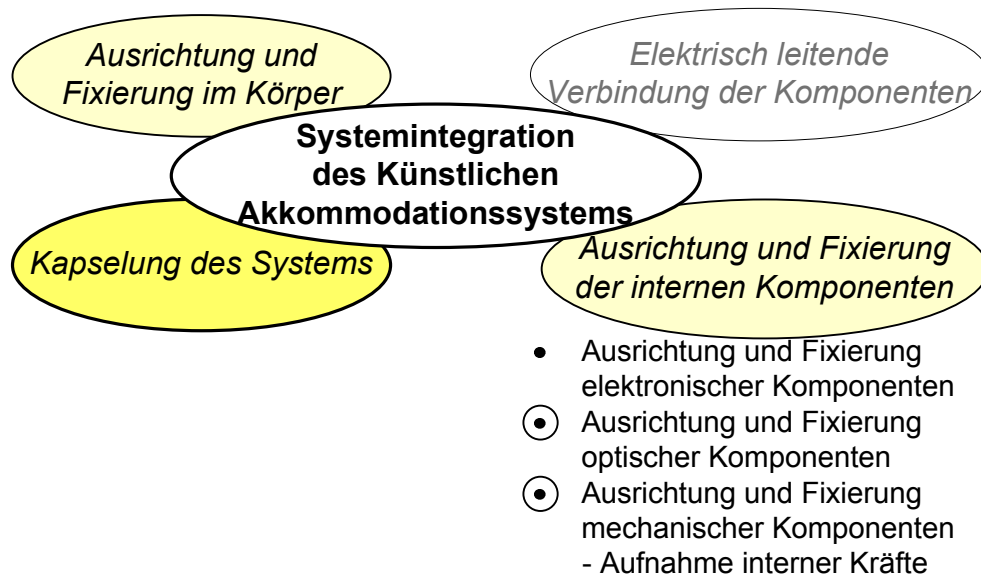 Ausrichtung und
Fixierung im Körper
Elektrisch leitende
Verbindung der Komponenten
Systemintegration
des Künstlichen
Akkommodationssystems
Kapselung des Systems
Ausrichtung und Fixierung
der internen Komponenten
• Ausrichtung und Fixierung
elektronischer Komponenten
• Ausrichtung und Fixierung
optischer Komponenten
• Ausrichtung und Fixierung
mechanischer Komponenten
- Aufnahme interner Kräfte